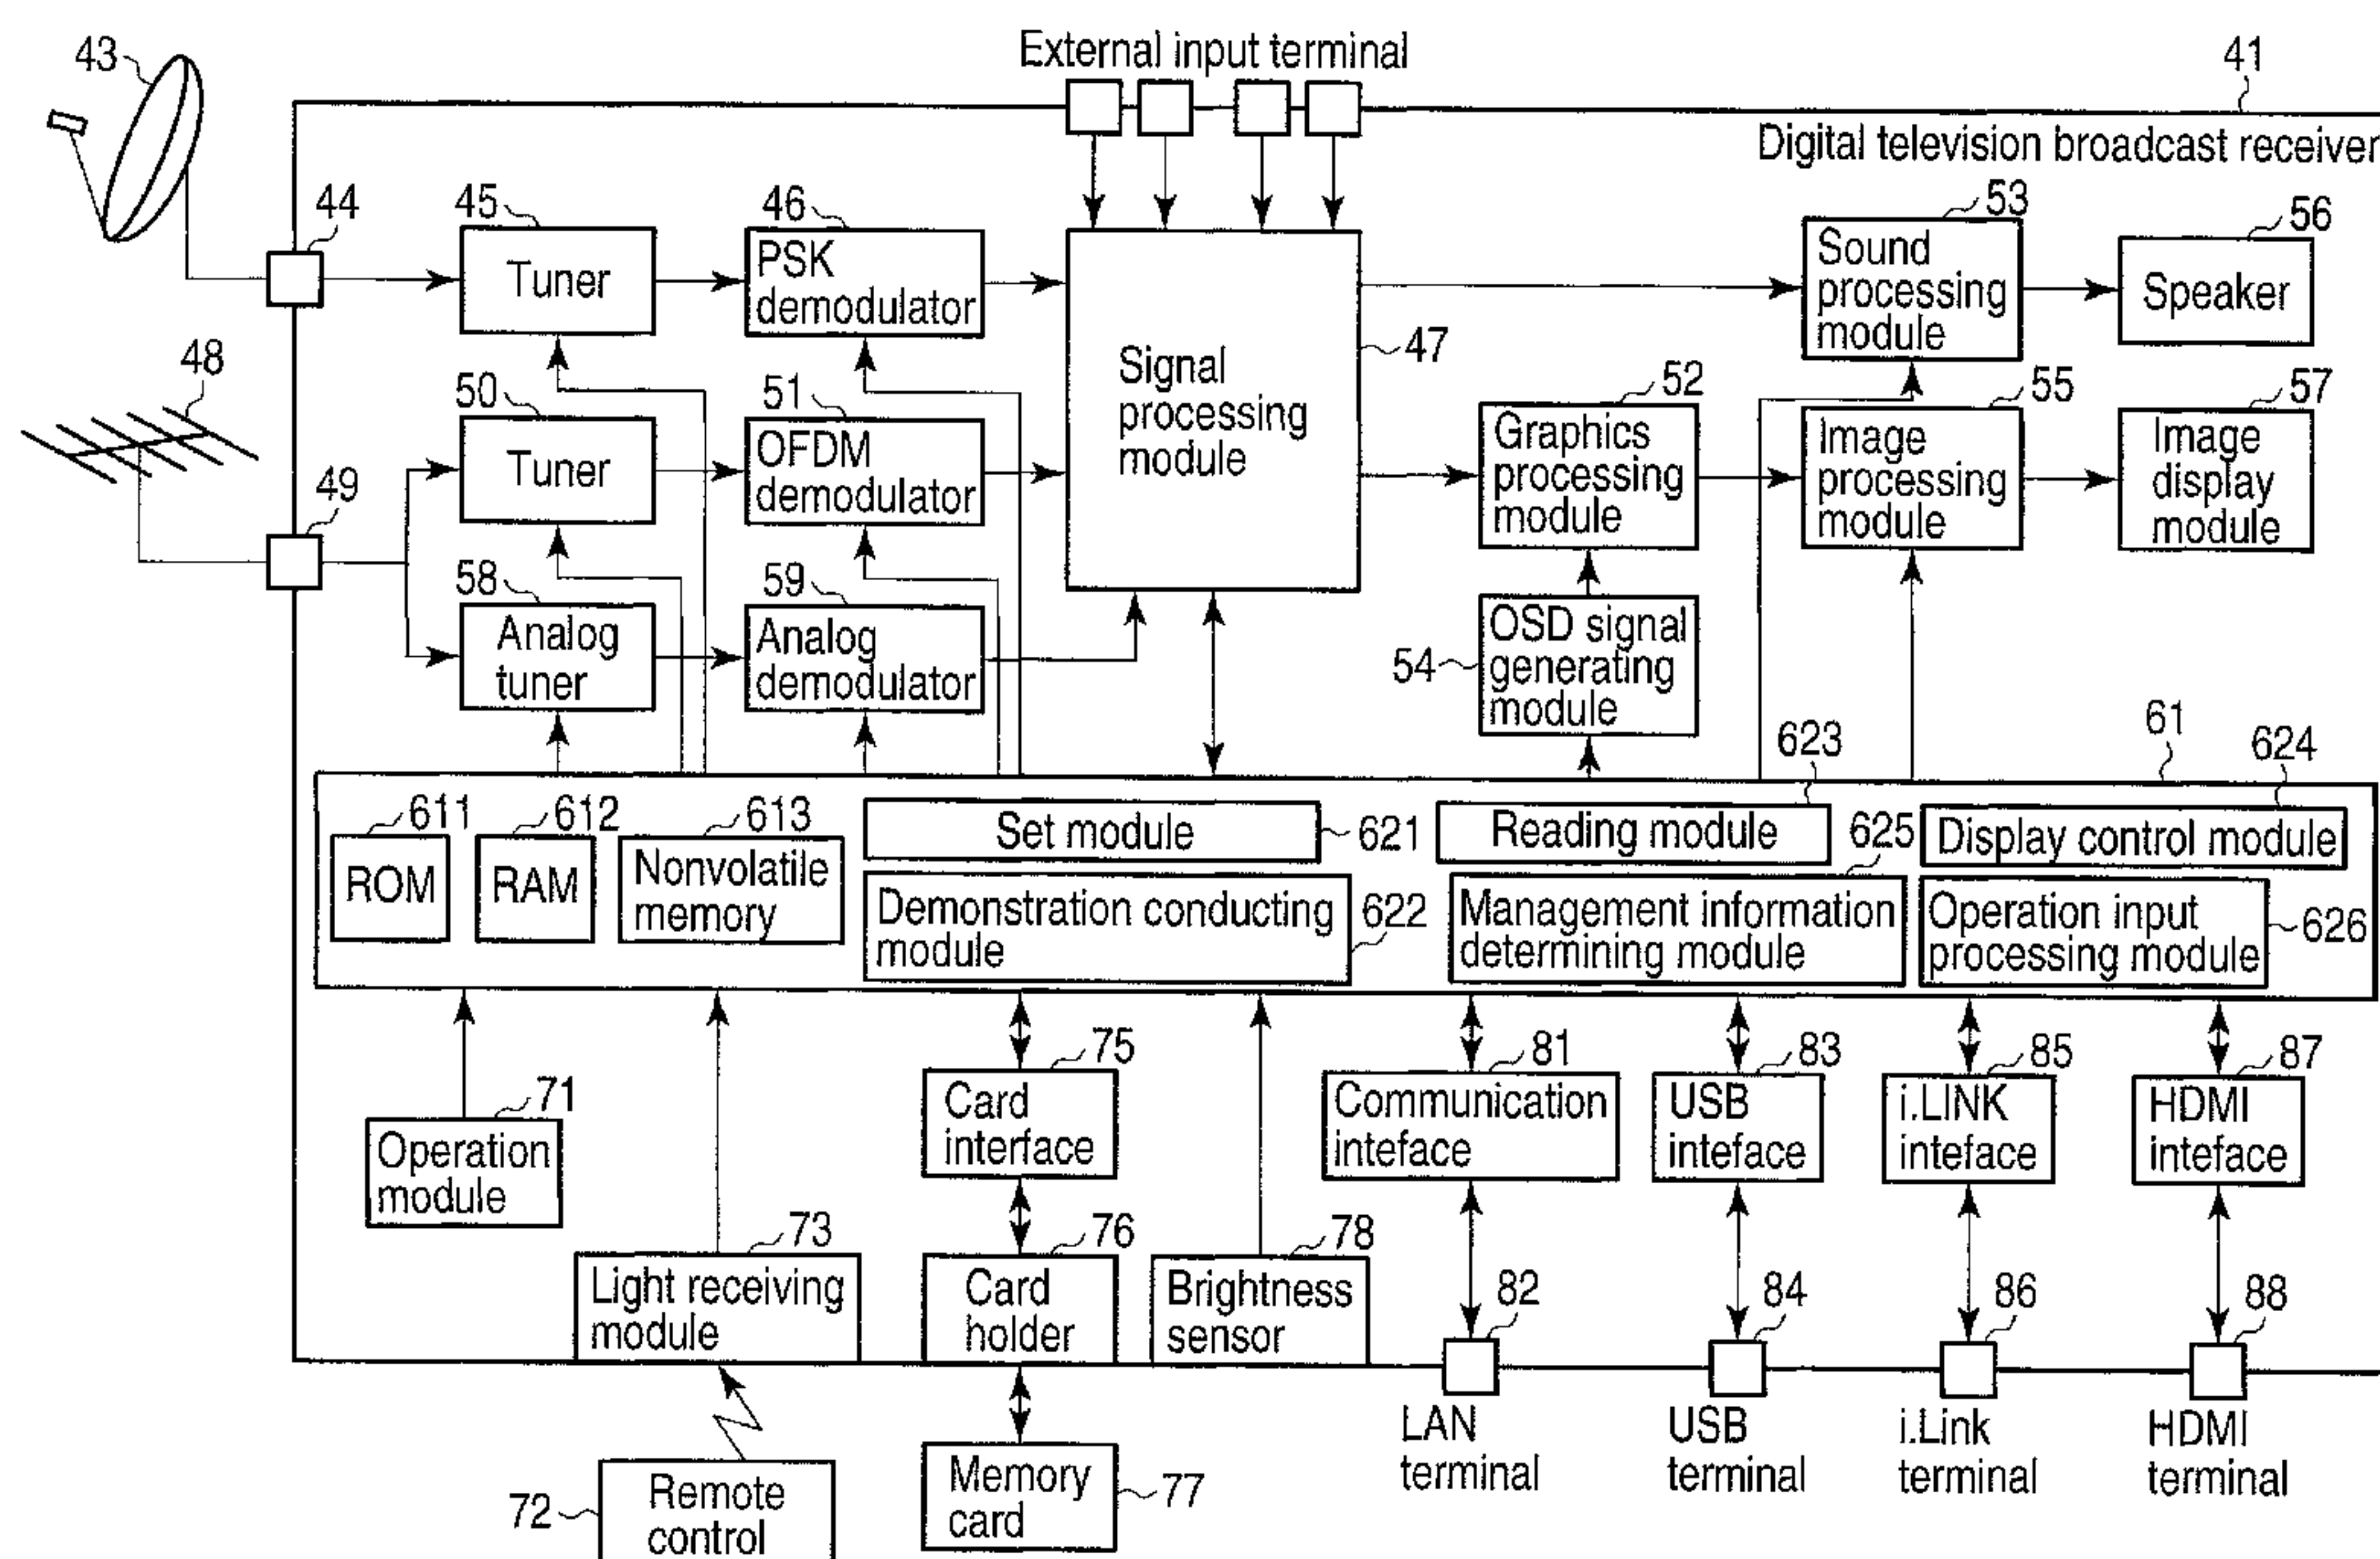 External input terminal
43
41
Digital television broadcast receiver
44
45
46
53
56
Tuner
PSK
demodulator
Sound
processing
module
Speaker
Signal
processing
module
47
48
50
51
52
55
57
Tuner
OFDM
demodulator
Graphics
processing
module
Image
processing
module
Image
display
module
49
58
59
Analog
tuner
Analog
demodulator
54
OSD signal
generating
module
61
623
624
611
612
613
ROM
RAM
Nonvolatile
memory
Set module
621
Reading module
625
Display control module
Demonstration conducting
module
622
Management information
determining module
Operation input
processing module
626
71
Operation
module
75
Card
interface
81
Communication
inteface
83
USB
inteface
85
i.LINK
inteface
87
HDMI
inteface
73
Light receiving
module
76
Card
holder
78
Brightness
sensor
82
84
86
88
LAN
terminal
USB
terminal
i.Link
terminal
HDMI
terminal
72
Remote
control
Memory
card
77